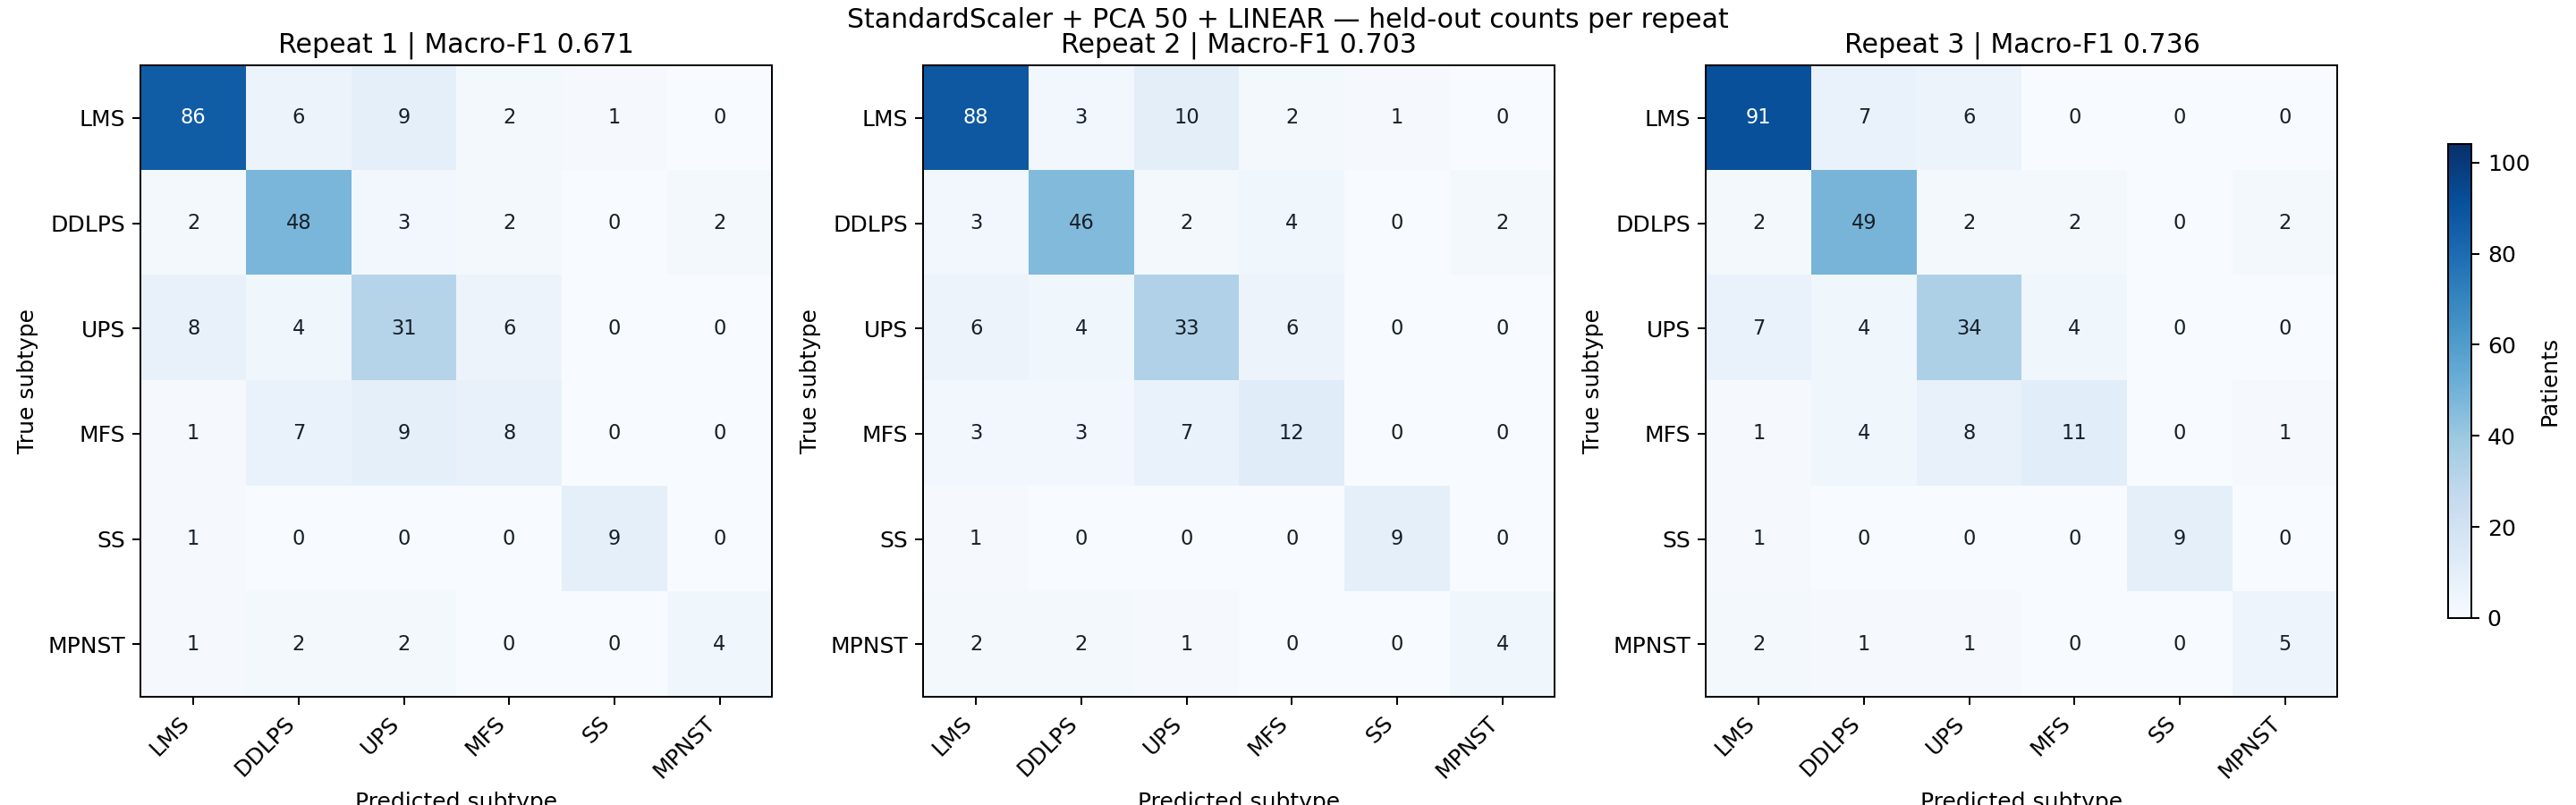 StandardScaler + PCA 50 + LINEAR — held-out counts per repeat
Repeat 1 | Macro-F1 0.671
True subtype
LMS 86 6 9 2 1 0
DDLPS 2 48 3 2 0 2
UPS 8 4 31 6 0 0
MFS 1 7 9 8 0 0
SS 1 0 0 0 9 0
MPNST 1 2 2 0 0 4
LMS DDLPS UPS MFS SS MPNST
Predicted subtype
Repeat 2 | Macro-F1 0.703
True subtype
LMS 88 3 10 2 1 0
DDLPS 3 46 2 4 0 2
UPS 6 4 33 6 0 0
MFS 3 3 7 12 0 0
SS 1 0 0 0 9 0
MPNST 2 2 1 0 0 4
LMS DDLPS UPS MFS SS MPNST
Predicted subtype
Repeat 3 | Macro-F1 0.736
True subtype
LMS 91 7 6 0 0 0
DDLPS 2 49 2 2 0 2
UPS 7 4 34 4 0 0
MFS 1 4 8 11 0 1
SS 1 0 0 0 9 0
MPNST 2 1 1 0 0 5
LMS DDLPS UPS MFS SS MPNST
Predicted subtype
100
80
60
40
20
0
Patients